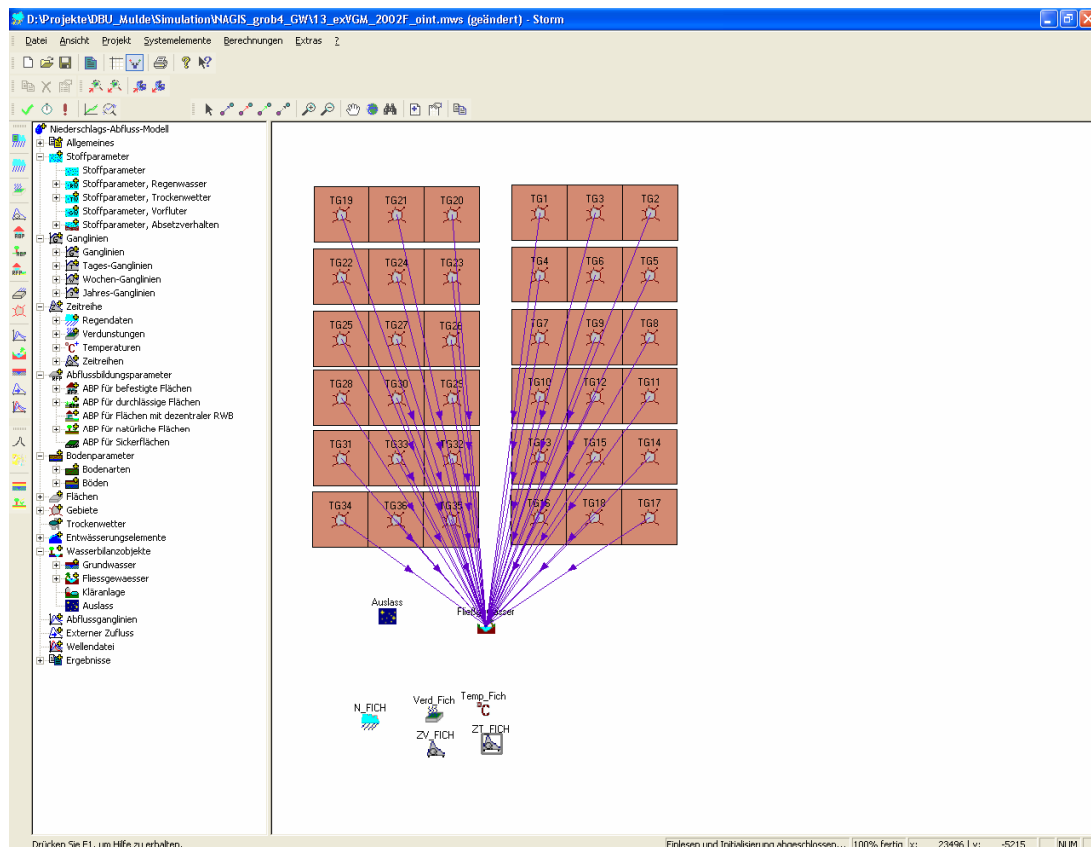 D:\Projekte\DBU_Mulde\Simulation\NAGIS_grob4_GW\13_exVGM_2002F_oint.mws (geändert) - Storm
Datei Ansicht Projekt Systemelemente Berechnungen Extras ?
Niederschlags-Abfluss-Modell
Allgemeines
Stoffparameter
Stoffparameter
Stoffparameter, Regenwasser
Stoffparameter, Trockenwetter
Stoffparameter, Vorfluter
Stoffparameter, Absetzverhalten
Ganglinien
Ganglinien
Tages-Ganglinien
Wochen-Ganglinien
Jahres-Ganglinien
Zeitreihe
Regendaten
Verdunstungen
Temperaturen
Zeitreihen
Abflussbildungsparameter
ABP für befestigte Flächen
ABP für durchlässige Flächen
ABP für Flächen mit dezentraler RWB
ABP für natürliche Flächen
ABP für Sickerflächen
Bodenparameter
Bodenarten
Böden
Flächen
Gebiete
Trockenwetter
Entwässerungselemente
Wasserbilanzobjekte
Grundwasser
Fliessgewaesser
Kläranlage
Auslass
Abflussganglinien
Externer Zufluss
Wellendatei
Ergebnisse
TG19 TG21 TG20 TG1 TG3 TG2
TG22 TG24 TG23 TG4 TG6 TG5
TG25 TG27 TG26 TG7 TG9 TG8
TG28 TG30 TG29 TG10 TG12 TG11
TG31 TG33 TG32 TG13 TG15 TG14
TG34 TG36 TG35 TG16 TG18 TG17
Auslass
N_FICH Verd_Fich Temp_Fich
ZV_FICH ZT_FICH
Drücken Sie F1, um Hilfe zu erhalten. Einlesen und Initialisierung abgeschlossen... 100% fertig x: 23496 | y: -5215 NUM